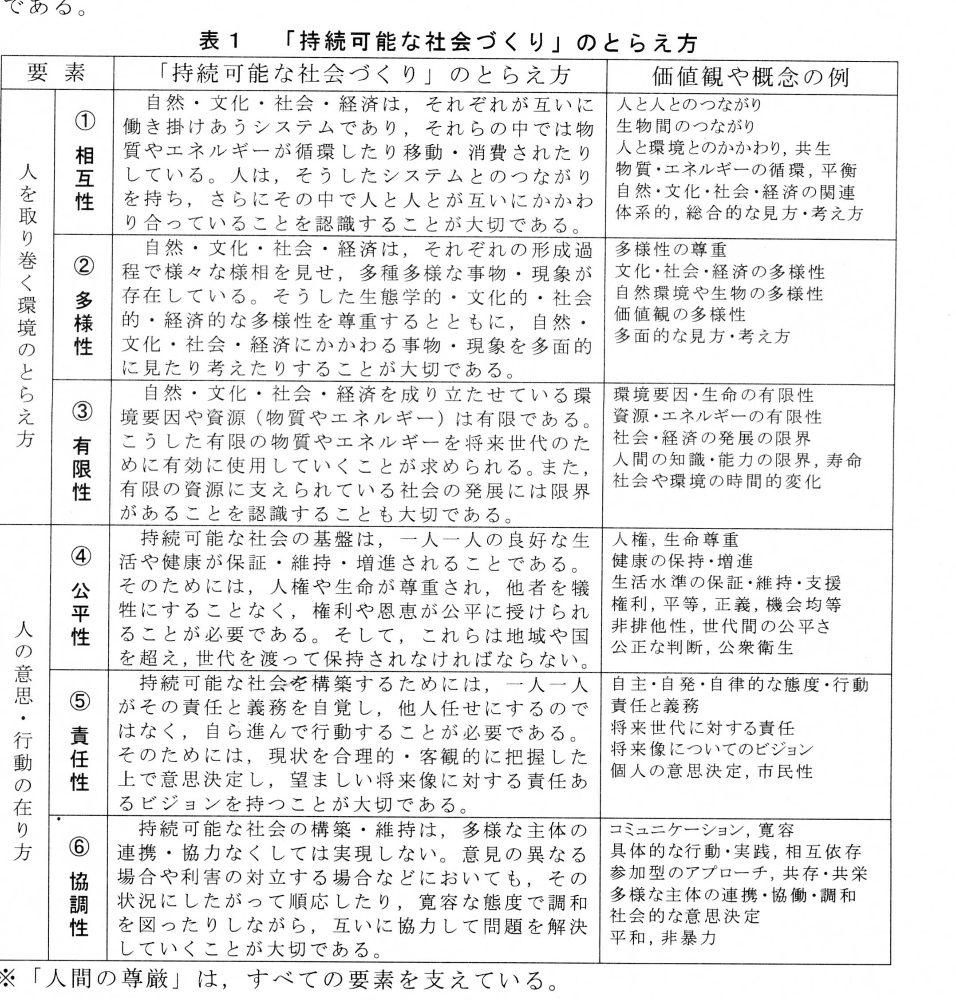 である。
表１　「持続可能な社会づくり」のとらえ方
要 素
「持続可能な社会づくり」のとらえ方
価値観や概念の例
人を取り巻く環境のとらえ方
① 相互性
自然・文化・社会・経済は，それぞれが互いに
働き掛けあうシステムであり，それらの中では物
質やエネルギーが循環したり移動・消費されたり
している。人は，そうしたシステムとのつながり
を持ち，さらにその中で人と人とが互いにかかわ
り合っていることを認識することが大切である。
人と人とのつながり
生物間のつながり
人と環境とのかかわり，共生
物質・エネルギーの循環，平衡
自然・文化・社会・経済の関連
体系的，総合的な見方・考え方
② 多様性
自然・文化・社会・経済は，それぞれの形成過
程で様々な様相を見せ，多種多様な事物・現象が
存在している。そうした生態学的・文化的・社会
的・経済的な多様性を尊重するとともに，自然・
文化・社会・経済にかかわる事物・現象を多面的
に見たり考えたりすることが大切である。
多様性の尊重
文化・社会・経済の多様性
自然環境や生物の多様性
価値観の多様性
多面的な見方・考え方
③ 有限性
自然・文化・社会・経済を成り立たせている環
境要因や資源（物質やエネルギー）は有限である。
こうした有限の物質やエネルギーを将来世代のた
めに有効に使用していくことが求められる。また，
有限の資源に支えられている社会の発展には限界
があることを認識することも大切である。
環境要因・生命の有限性
資源・エネルギーの有限性
社会・経済の発展の限界
人間の知識・能力の限界，寿命
社会や環境の時間的変化
人の意思・行動の在り方
④ 公平性
持続可能な社会の基盤は，一人一人の良好な生
活や健康が保証・維持・増進されることである。
そのためには，人権や生命が尊重され，他者を犠
牲にすることなく，権利や恩恵が公平に授けられ
ることが必要である。そして，これらは地域や国
を超え，世代を渡って保持されなければならない。
人権，生命尊重
健康の保持・増進
生活水準の保証・維持・支援
権利，平等，正義，機会均等
非排他性，世代間の公平さ
公正な判断，公衆衛生
⑤ 責任性
持続可能な社会を構築するためには，一人一人
がその責任と義務を自覚し，他人任せにするので
はなく，自ら進んで行動することが必要である。
そのためには，現状を合理的・客観的に把握した
上で意思決定し，望ましい将来像に対する責任あ
るビジョンを持つことが大切である。
自主・自発・自律的な態度・行動
責任と義務
将来世代に対する責任
将来像についてのビジョン
個人の意思決定，市民性
⑥ 協調性
持続可能な社会の構築・維持は，多様な主体の
連携・協力なくしては実現しない。意見の異なる
場合や利害の対立する場合などにおいても，その
状況にしたがって順応したり，寛容な態度で調和
を図ったりしながら，互いに協力して問題を解決
していくことが大切である。
コミュニケーション，寛容
具体的な行動・実践，相互依存
参加型のアプローチ，共存・共栄
多様な主体の連携・協働・調和
社会的な意思決定
平和，非暴力
※「人間の尊厳」は，すべての要素を支えている。